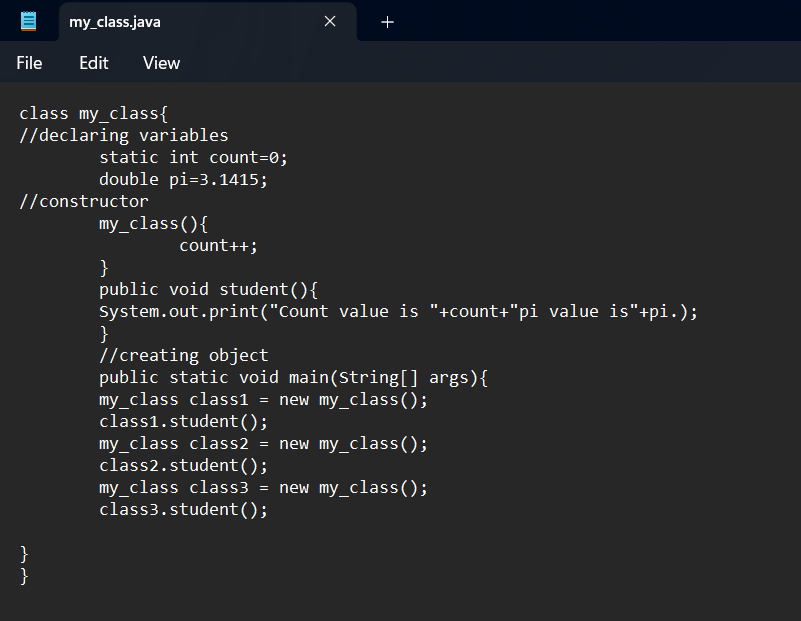 my_class.java
File Edit View
class my_class{
//declaring variables
static int count=0;
double pi=3.1415;
//constructor
my_class(){
count++;
}
public void student(){
System.out.print("Count value is "+count+"pi value is"+pi.);
}
//creating object
public static void main(String[] args){
my_class class1 = new my_class();
class1.student();
my_class class2 = new my_class();
class2.student();
my_class class3 = new my_class();
class3.student();
}
}